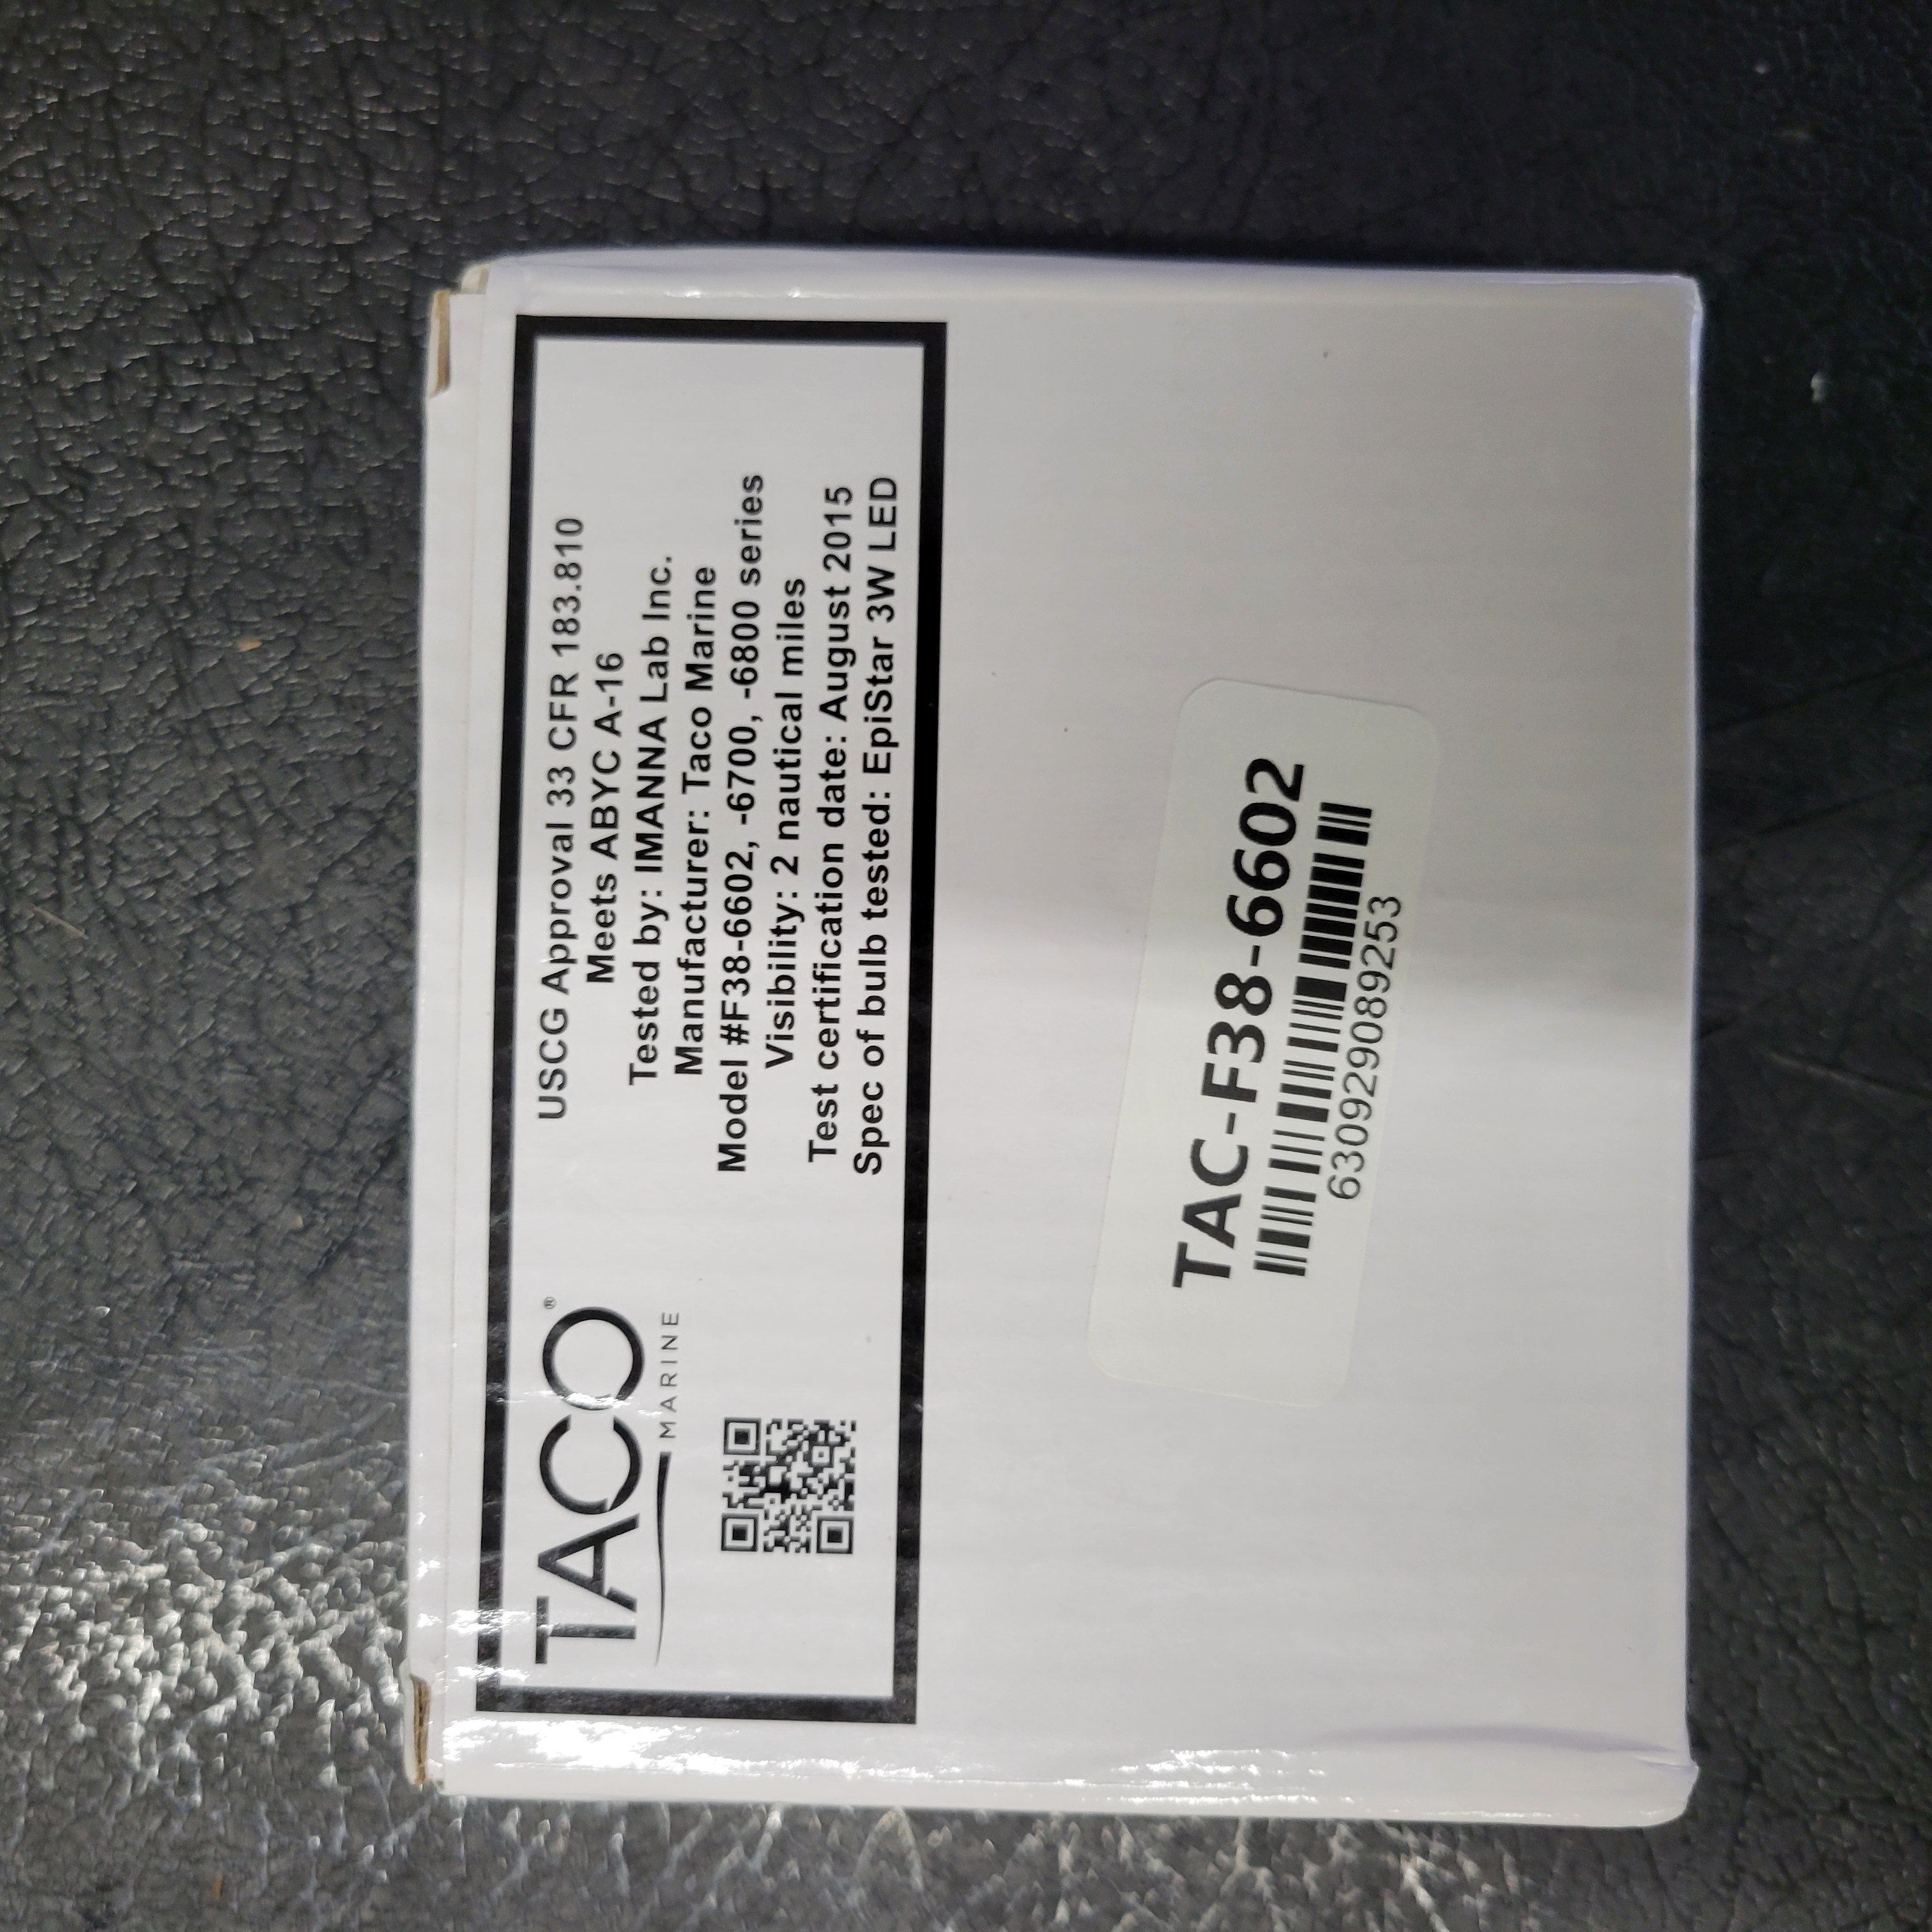 TACO®
MARINE
USCG Approval 33 CFR 183.810
Meets ABYC A-16
Tested by: IMANNA Lab Inc.
Manufacturer: Taco Marine
Model #F38-6602, -6700, -6800 series
Visibility: 2 nautical miles
Test certification date: August 2015
Spec of bulb tested: EpiStar 3W LED
TAC-F38-6602
630929089253